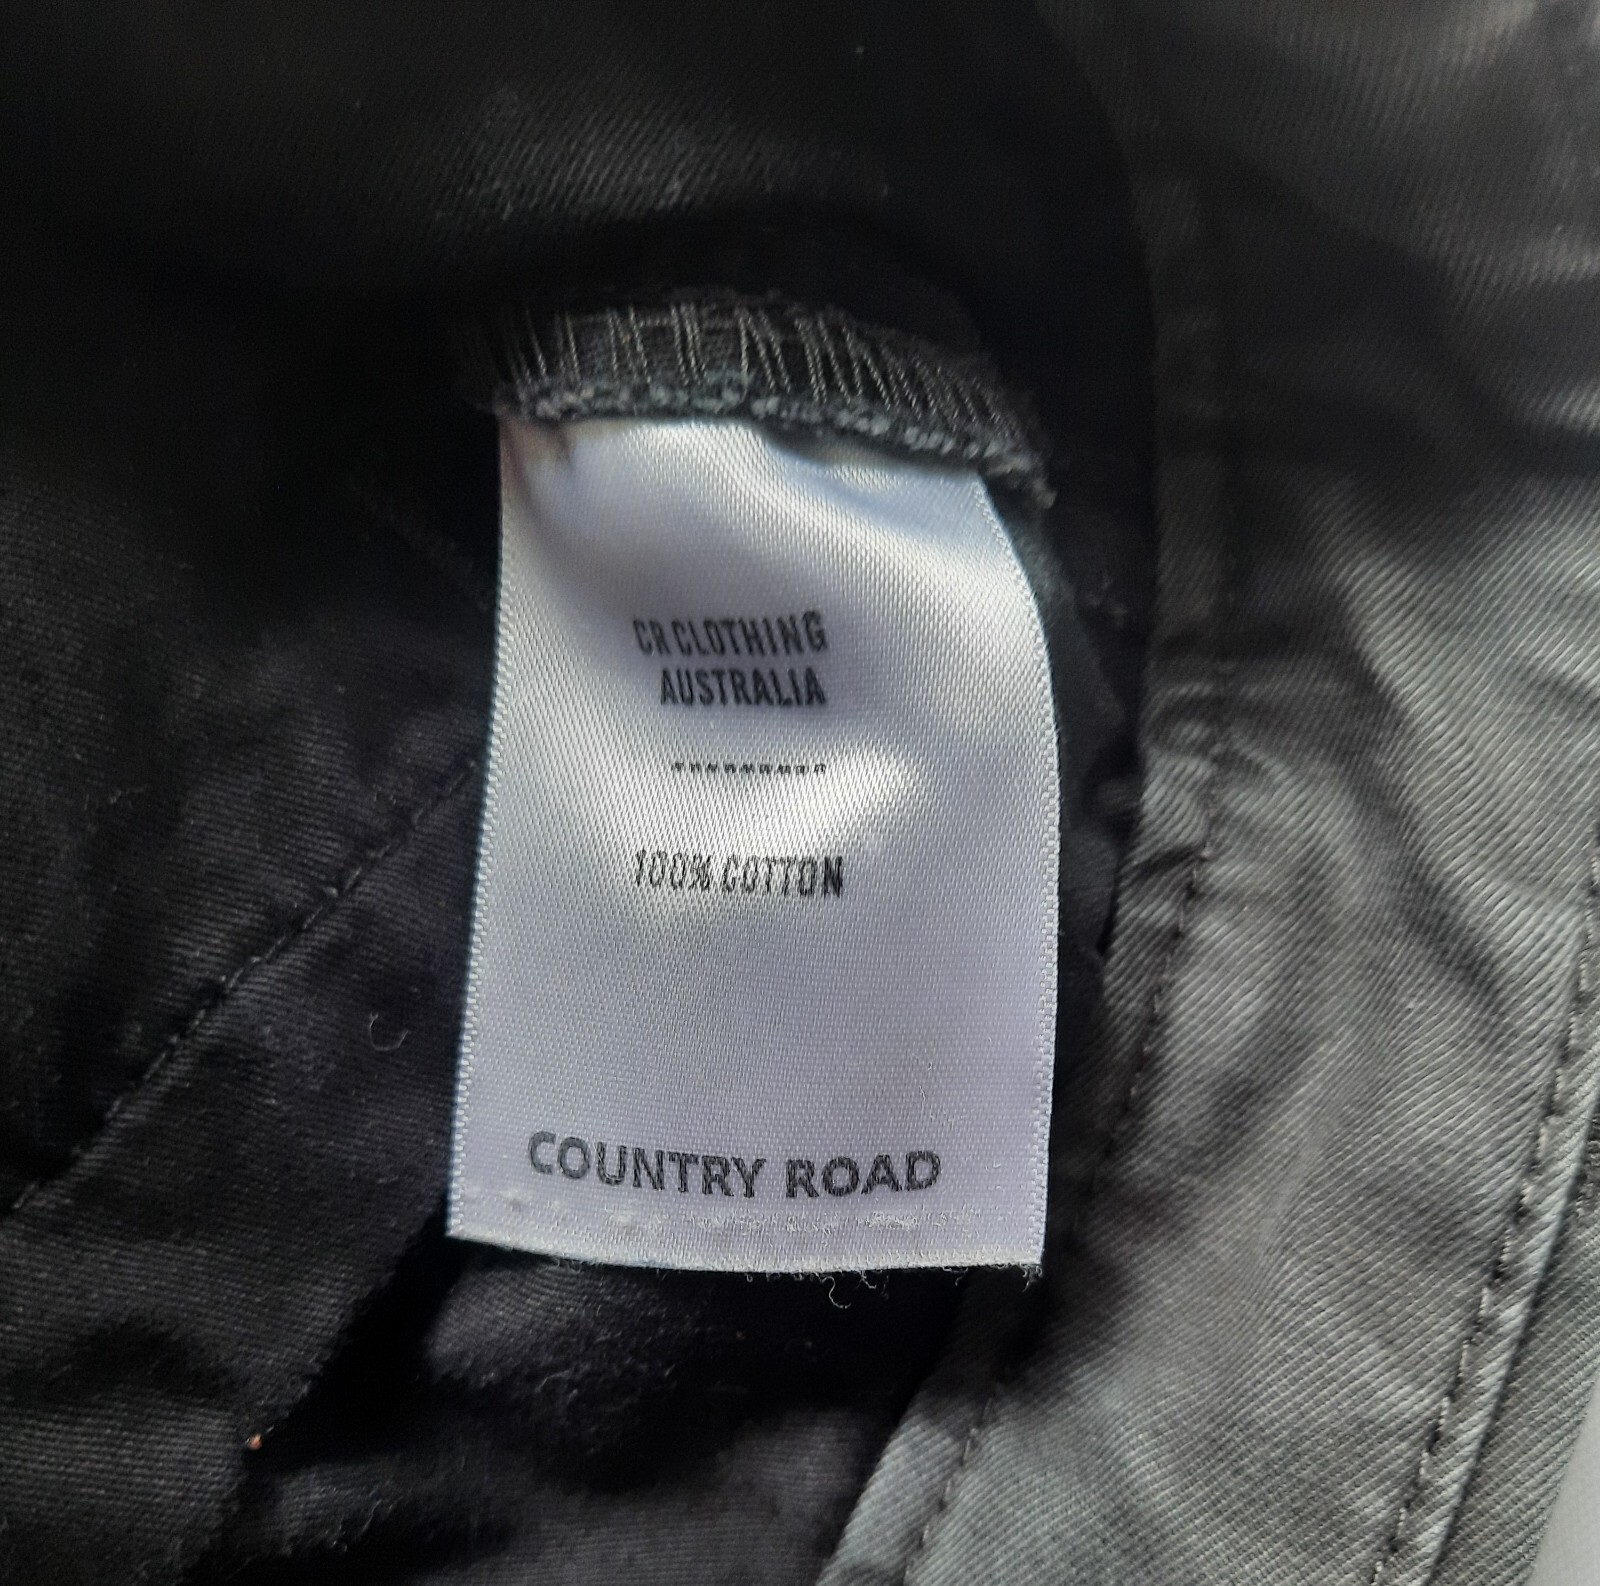 CR CLOTHING
AUSTRALIA
100% COTTON
COUNTRY ROAD